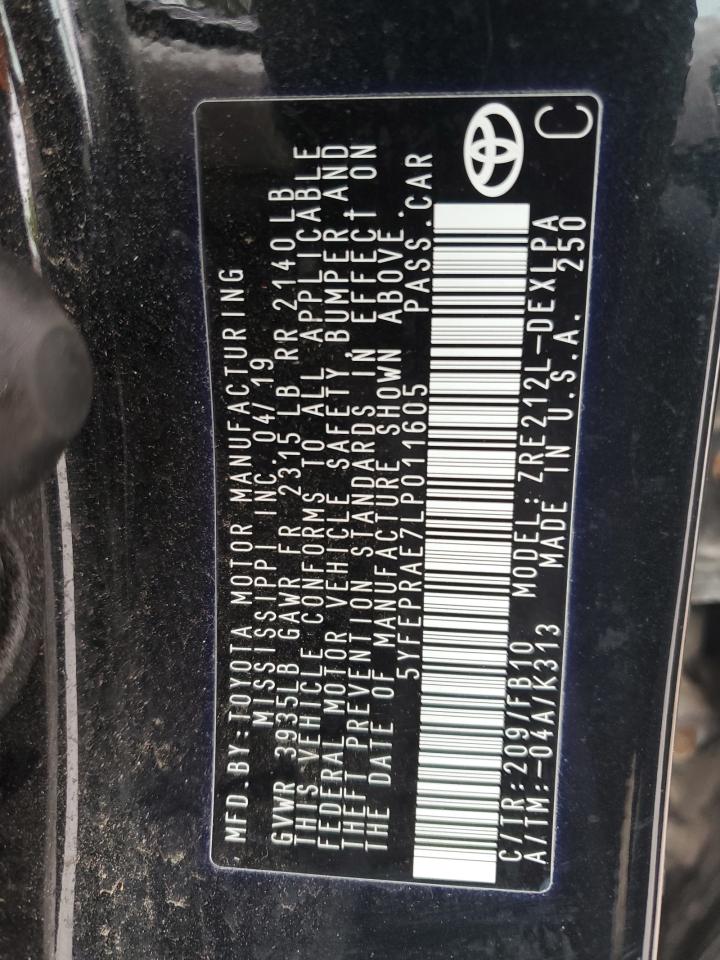 MFD.BY:TOYOTA MOTOR MANUFACTURING
MISSISSIPPI INC. 04/19
GVWR 3935LB GAWR FR 2315 LB RR 2140LB
THIS VEHICLE CONFORMS TO ALL APPLICABLE
FEDERAL MOTOR VEHICLE SAFETY, BUMPER AND
THEFT PREVENTION STANDARDS IN EFFECT ON
THE DATE OF MANUFACTURE SHOWN ABOVE.
5YFEPRAE7LP011605 PASS.CAR
C/TR:209/FB10 MODEL:ZRE212L-DEXLPA
A/TM:-04A/K313 MADE IN U.S.A. 250
C